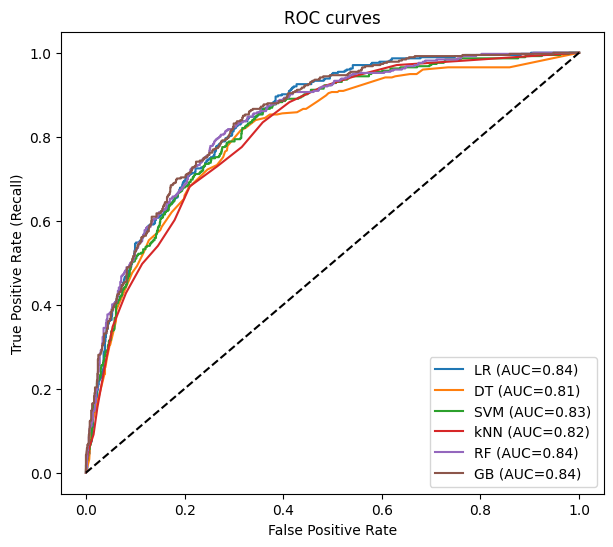 ROC curves
True Positive Rate (Recall)
1.0
0.8
0.6
0.4
0.2
0.0
LR (AUC=0.84)
DT (AUC=0.81)
SVM (AUC=0.83)
kNN (AUC=0.82)
RF (AUC=0.84)
GB (AUC=0.84)
0.0 0.2 0.4 0.6 0.8 1.0
False Positive Rate